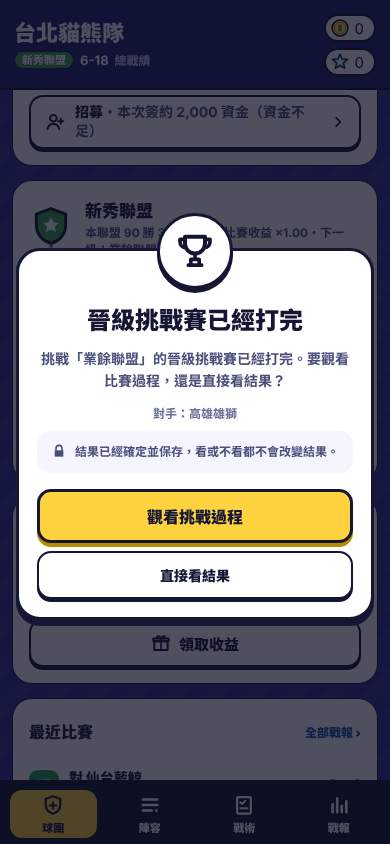 台北貓熊隊
0
新秀聯盟 6-18 總戰績
0
招募・本次簽約 2,000 資金（資金不
足）
新秀聯盟
本聯盟 90 勝 3
比賽收益 ×1.00・下一
晉級挑戰賽已經打完
挑戰「業餘聯盟」的晉級挑戰賽已經打完。要觀看
比賽過程，還是直接看結果？
對手：高雄雄獅
結果已經確定並保存，看或不看都不會改變結果。
觀看挑戰過程
直接看結果
領取收益
最近比賽
全部戰報 ›
對 仙台藍鯨
球團
陣容
戰術
戰報